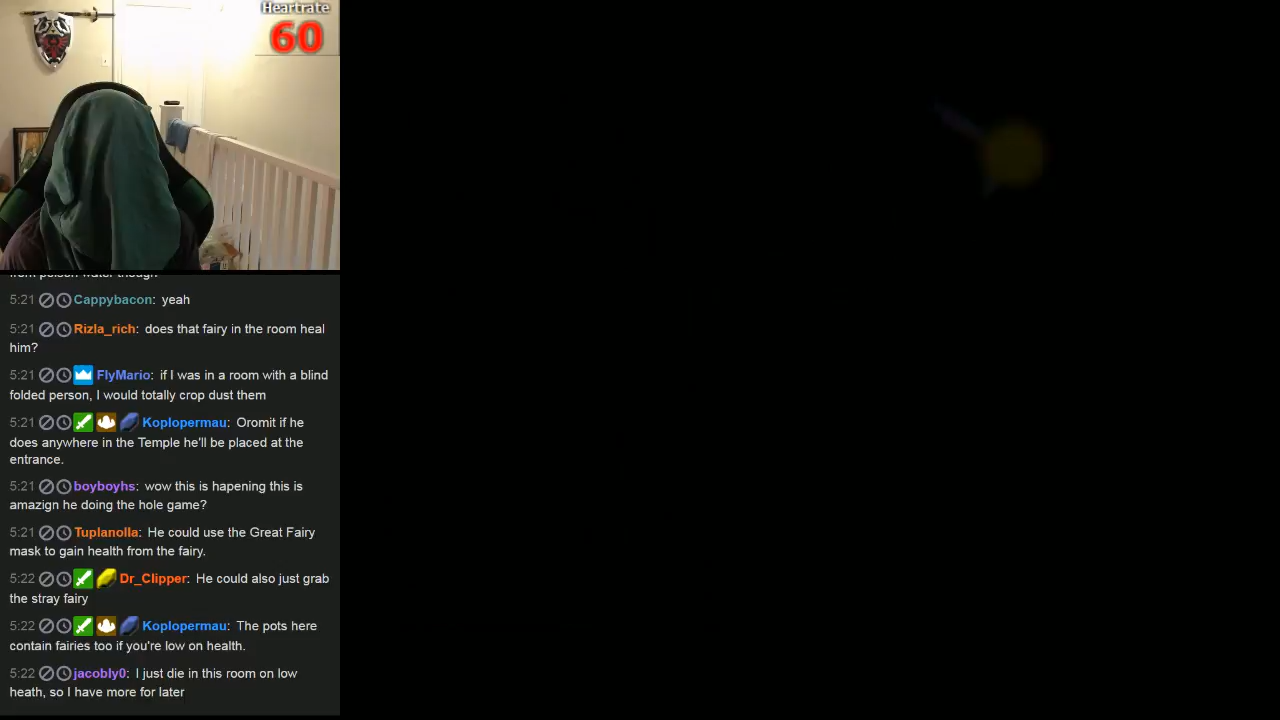 Heartrate
60
from poison water though
5:21 Cappybacon: yeah
5:21 Rizla_rich: does that fairy in the room heal
him?
5:21 FlyMario: if I was in a room with a blind
folded person, I would totally crop dust them
5:21 Koplopermau: Oromit if he
does anywhere in the Temple he'll be placed at the
entrance.
5:21 boyboyhs: wow this is hapening this is
amazign he doing the hole game?
5:21 Tuplanolla: He could use the Great Fairy
mask to gain health from the fairy.
5:22 Dr_Clipper: He could also just grab
the stray fairy
5:22 Koplopermau: The pots here
contain fairies too if you're low on health.
5:22 jacobly0: I just die in this room on low
heath, so I have more for later